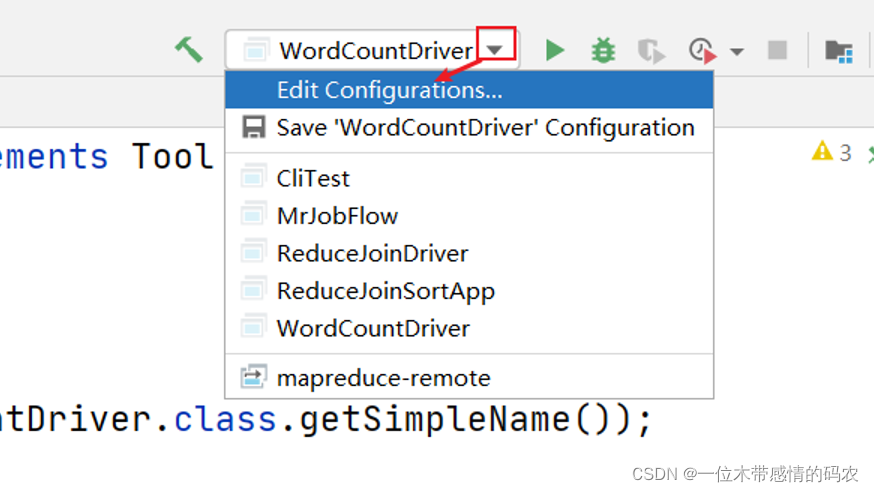 WordCountDriver
Edit Configurations...
Save 'WordCountDriver' Configuration
ements Tool
3
CliTest
MrJobFlow
ReduceJoinDriver
ReduceJoinSortApp
WordCountDriver
mapreduce-remote
ntDriver.class.getSimpleName());
CSDN @一位木带感情的码农